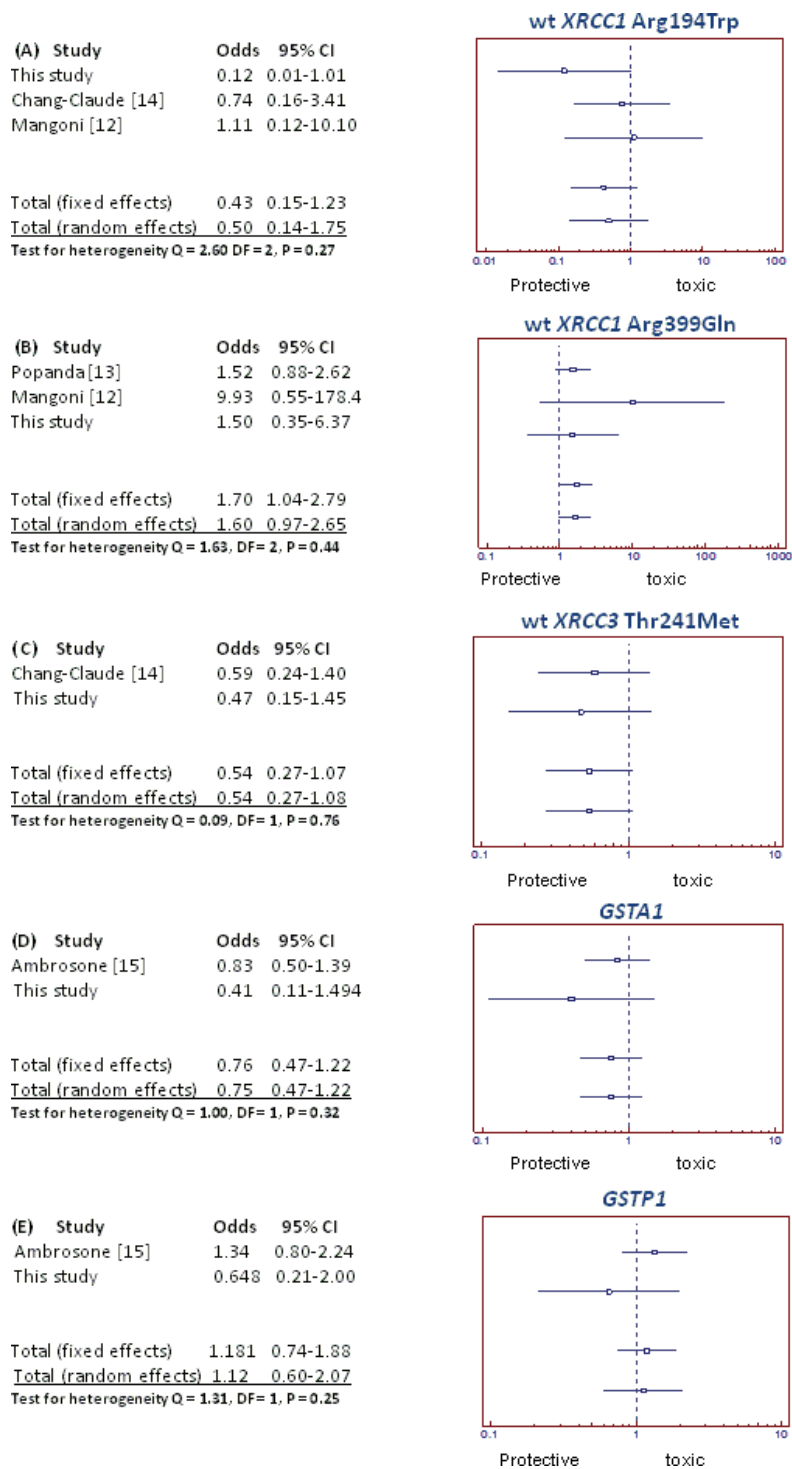 wt XRCC1 Arg194Trp
(A) Study Odds 95% CI
This study 0.12 0.01-1.01
Chang-Claude [14] 0.74 0.16-3.41
Mangoni [12] 1.11 0.12-10.10
Total (fixed effects) 0.43 0.15-1.23
Total (random effects) 0.50 0.14-1.75
Test for heterogeneity Q = 2.60 DF = 2, P = 0.27
0.01 0.1 1 10 100
Protective toxic
wt XRCC1 Arg399Gln
(B) Study Odds 95% CI
Popanda[13] 1.52 0.88-2.62
Mangoni [12] 9.93 0.55-178.4
This study 1.50 0.35-6.37
Total (fixed effects) 1.70 1.04-2.79
Total (random effects) 1.60 0.97-2.65
Test for heterogeneity Q = 1.63, DF= 2, P = 0.44
0.1 1 10 100 1000
Protective toxic
wt XRCC3 Thr241Met
(C) Study Odds 95% CI
Chang-Claude [14] 0.59 0.24-1.40
This study 0.47 0.15-1.45
Total (fixed effects) 0.54 0.27-1.07
Total (random effects) 0.54 0.27-1.08
Test for heterogeneity Q = 0.09, DF= 1, P = 0.76
0.1 1 10
Protective toxic
GSTA1
(D) Study Odds 95% CI
Ambrosone [15] 0.83 0.50-1.39
This study 0.41 0.11-1.494
Total (fixed effects) 0.76 0.47-1.22
Total (random effects) 0.75 0.47-1.22
Test for heterogeneity Q = 1.00, DF= 1, P = 0.32
0.1 1 10
Protective toxic
GSTP1
(E) Study Odds 95% CI
Ambrosone [15] 1.34 0.80-2.24
This study 0.648 0.21-2.00
Total (fixed effects) 1.181 0.74-1.88
Total (random effects) 1.12 0.60-2.07
Test for heterogeneity Q = 1.31, DF= 1, P = 0.25
0.1 1 10
Protective toxic